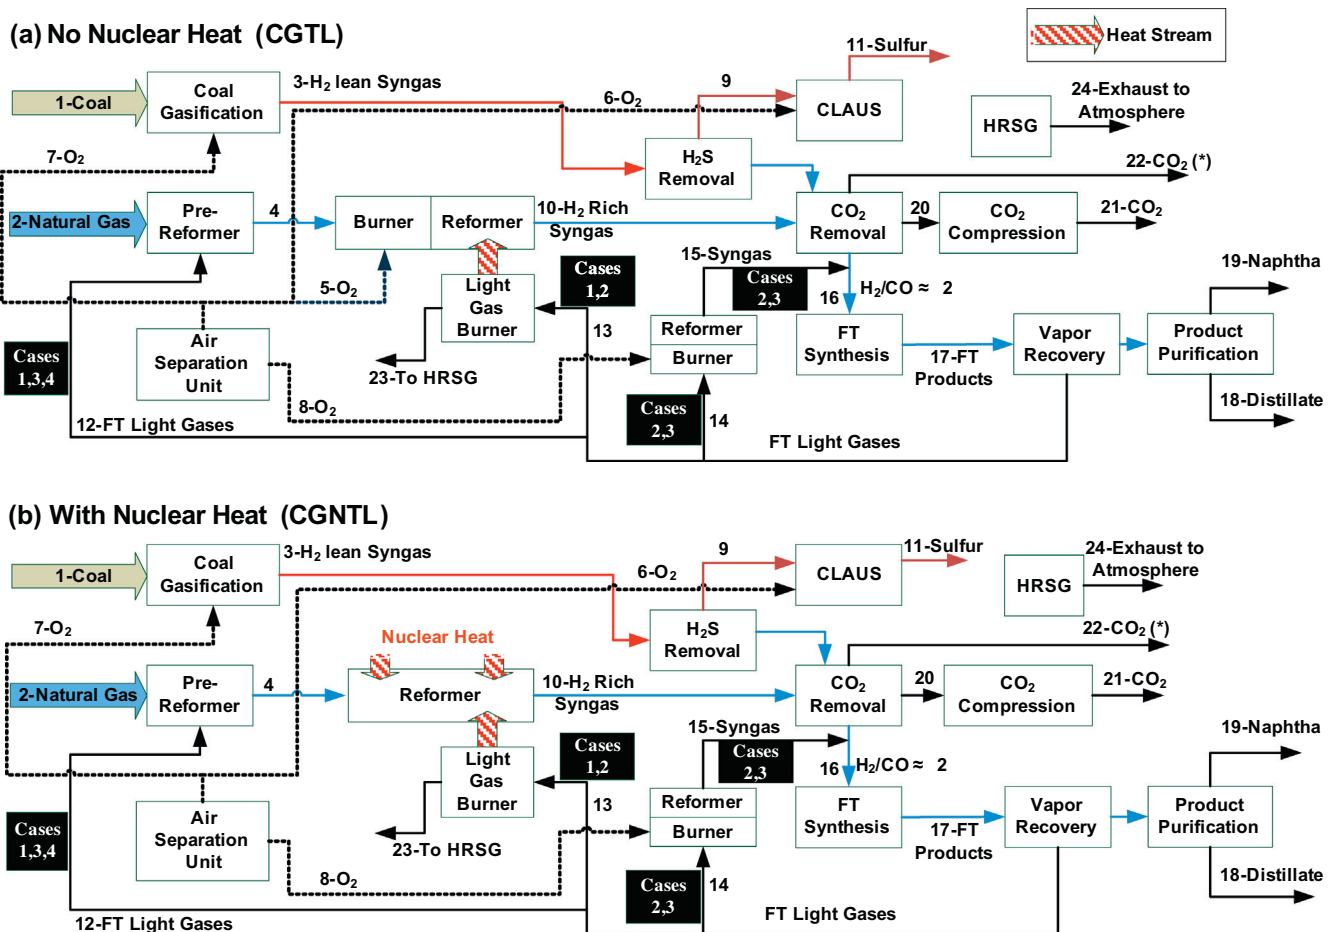 (a) No Nuclear Heat (CGTL)
Heat Stream
11-Sulfur
1-Coal
Coal
Gasification
3-H₂ lean Syngas
6-O₂
9
CLAUS
HRSG
24-Exhaust to
Atmosphere
7-O₂
H₂S
Removal
22-CO₂ (*)
2-Natural Gas
Pre-
Reformer
4
Burner
Reformer
10-H₂ Rich
Syngas
CO₂
Removal
20
CO₂
Compression
21-CO₂
15-Syngas
5-O₂
Light
Gas
Burner
Cases
1,2
Cases
2,3
16
H₂/CO ≈ 2
19-Naphtha
Cases
1,3,4
Air
Separation
Unit
13
Reformer
Burner
FT
Synthesis
17-FT
Products
Vapor
Recovery
Product
Purification
23-To HRSG
8-O₂
12-FT Light Gases
Cases
2,3
14
FT Light Gases
18-Distillate
(b) With Nuclear Heat (CGNTL)
1-Coal
Coal
Gasification
3-H₂ lean Syngas
6-O₂
9
CLAUS
11-Sulfur
HRSG
24-Exhaust to
Atmosphere
7-O₂
Nuclear Heat
H₂S
Removal
22-CO₂ (*)
2-Natural Gas
Pre-
Reformer
4
Reformer
10-H₂ Rich
Syngas
CO₂
Removal
20
CO₂
Compression
21-CO₂
15-Syngas
Light
Gas
Burner
Cases
1,2
Cases
2,3
16
H₂/CO ≈ 2
19-Naphtha
Cases
1,3,4
Air
Separation
Unit
13
Reformer
Burner
FT
Synthesis
17-FT
Products
Vapor
Recovery
Product
Purification
23-To HRSG
8-O₂
12-FT Light Gases
Cases
2,3
14
FT Light Gases
18-Distillate